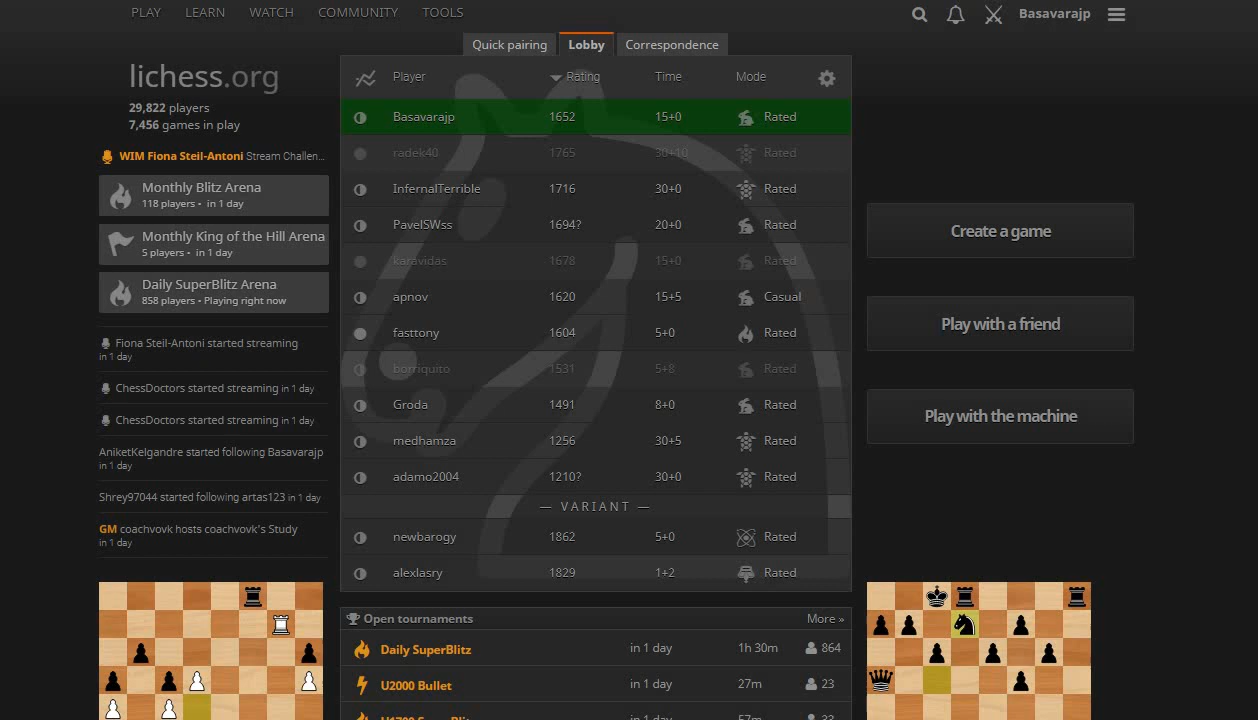 PLAY LEARN WATCH COMMUNITY TOOLS Basavarajp
Quick pairing Lobby Correspondence
lichess.org
29,822 players
7,456 games in play
WIM Fiona Steil-Antoni Stream Challen...
Monthly Blitz Arena
118 players • in 1 day
Monthly King of the Hill Arena
5 players • in 1 day
Daily SuperBlitz Arena
858 players • Playing right now
Fiona Steil-Antoni started streaming
in 1 day
ChessDoctors started streaming in 1 day
ChessDoctors started streaming in 1 day
AniketKelgandre started following Basavarajp
in 1 day
Shrey97044 started following artas123 in 1 day
GM coachvovk hosts coachvovk's Study
in 1 day
Player Rating Time Mode
Basavarajp 1652 15+0 Rated
radek40 1765 30+10 Rated
InfernalTerrible 1716 30+0 Rated
PavelSWss 1694? 20+0 Rated
karavidas 1678 15+0 Rated
apnov 1620 15+5 Casual
fasttony 1604 5+0 Rated
borriquito 1531 5+8 Rated
Groda 1491 8+0 Rated
medhamza 1256 30+5 Rated
adamo2004 1210? 30+0 Rated
— VARIANT —
newbarogy 1862 5+0 Rated
alexlasry 1829 1+2 Rated
Open tournaments More »
Daily SuperBlitz in 1 day 1h 30m 864
U2000 Bullet in 1 day 27m 23
Create a game
Play with a friend
Play with the machine